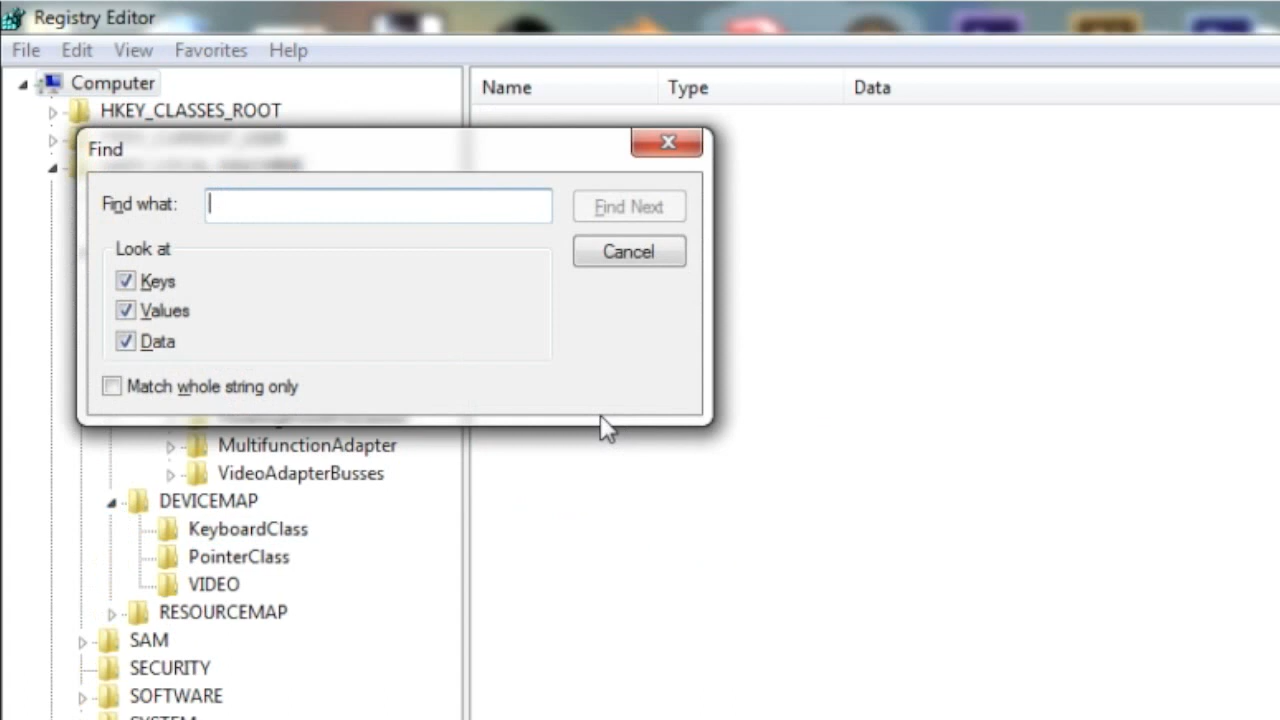 Registry Editor
File Edit View Favorites Help
Computer
Name Type Data
HKEY_CLASSES_ROOT
Find
Find what:
Find Next
Look at
Cancel
Keys
Values
Data
Match whole string only
MultifunctionAdapter
VideoAdapterBusses
DEVICEMAP
KeyboardClass
PointerClass
VIDEO
RESOURCEMAP
SAM
SECURITY
SOFTWARE
SYSTEM